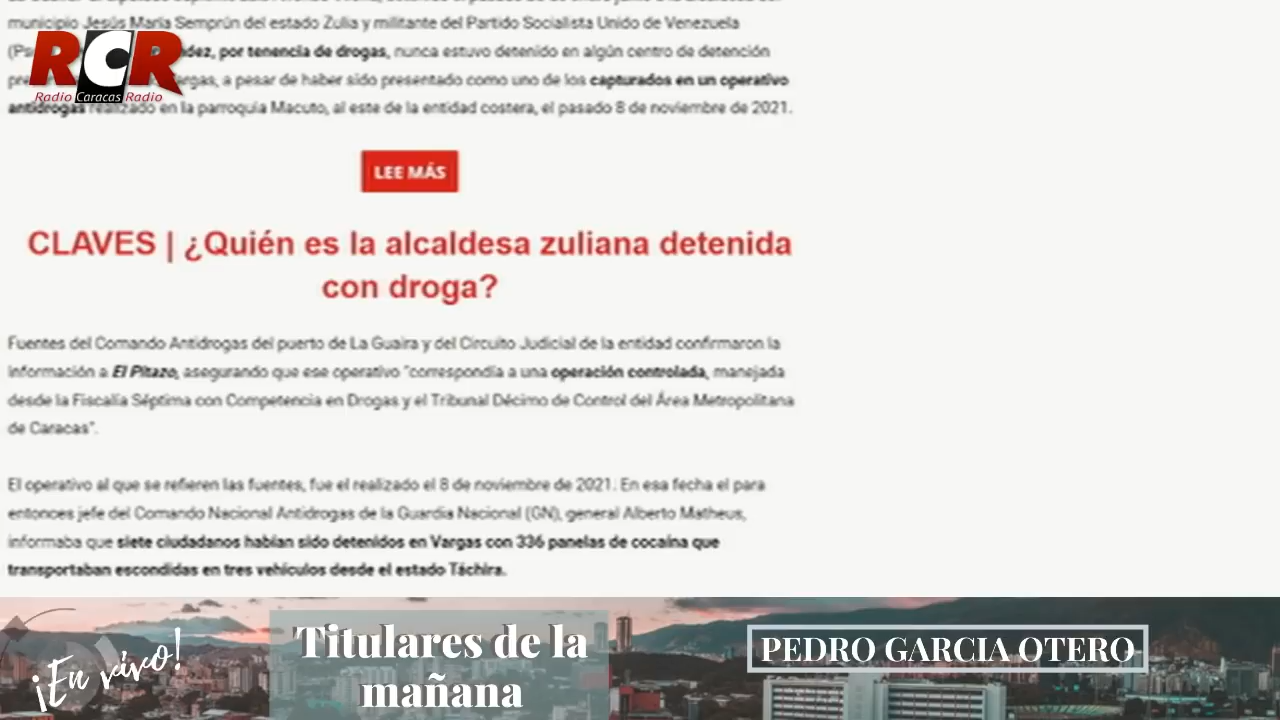 municipio Jesús María Semprún del estado Zulia y militante del Partido Socialista Unido de Venezuela
dez, por tenencia de drogas, nunca estuvo detenido en algún centro de detención
argas, a pesar de haber sido presentado como uno de los capturados en un operativo
antidrogas realizado en la parroquia Macuto, al este de la entidad costera, el pasado 8 de noviembre de 2021.
RCR
Radio Caracas Radio
LEE MÁS
CLAVES | ¿Quién es la alcaldesa zuliana detenida
con droga?
Fuentes del Comando Antidrogas del puerto de La Guaira y del Circuito Judicial de la entidad confirmaron la
información a El Pitazo, asegurando que ese operativo "correspondía a una operación controlada, manejada
desde la Fiscalía Séptima con Competencia en Drogas y el Tribunal Décimo de Control del Área Metropolitana
de Caracas".
El operativo al que se refieren las fuentes, fue el realizado el 8 de noviembre de 2021. En esa fecha el para
entonces jefe del Comando Nacional Antidrogas de la Guardia Nacional (GN), general Alberto Matheus,
informaba que siete ciudadanos habían sido detenidos en Vargas con 336 panelas de cocaína que
transportaban escondidas en tres vehículos desde el estado Táchira.
¡En vivo!
Titulares de la
mañana
PEDRO GARCIA OTERO